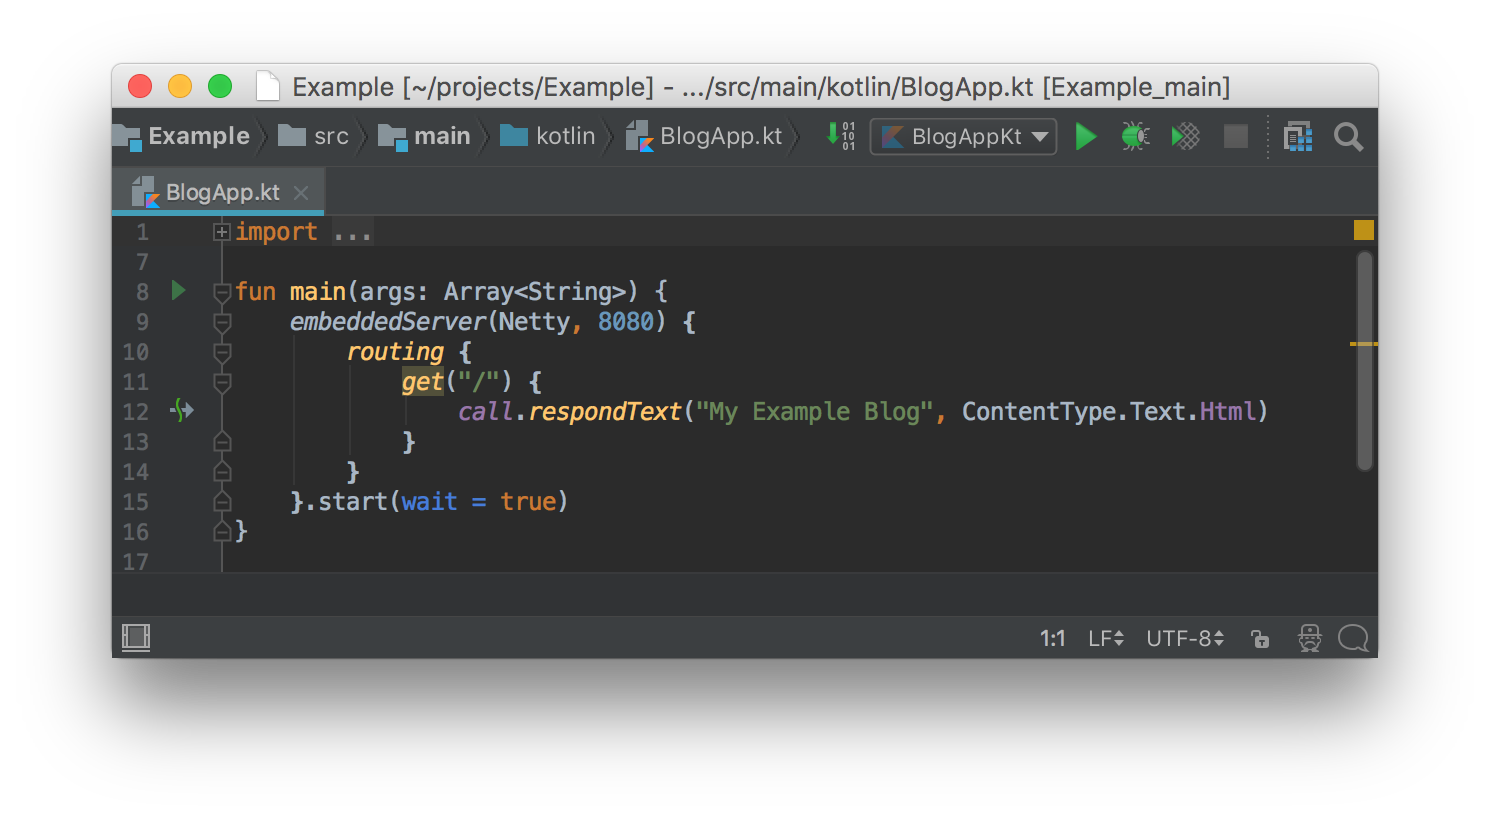 Example [~/projects/Example] - .../src/main/kotlin/BlogApp.kt [Example_main]
Example src main kotlin BlogApp.kt 01 10 01 BlogAppKt
BlogApp.kt
1 import ...
7
8 fun main(args: Array<String>) {
9 embeddedServer(Netty, 8080) {
10 routing {
11 get("/") {
12 call.respondText("My Example Blog", ContentType.Text.Html)
13 }
14 }
15 }.start(wait = true)
16 }
17
1:1 LF UTF-8